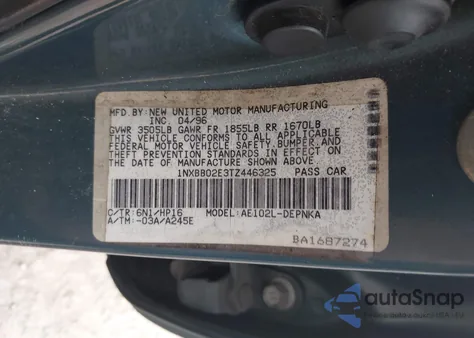 MFD.BY:NEW UNITED MOTOR MANUFACTURING
INC. 04/96
GVWR 3505LB GAWR FR 1855LB RR 1670LB
THIS VEHICLE CONFORMS TO ALL APPLICABLE
FEDERAL MOTOR VEHICLE SAFETY,BUMPER,AND
THEFT PREVENTION STANDARDS IN EFFECT ON
THE DATE OF MANUFACTURE SHOWN ABOVE.
1NXBB02E3TZ446325 PASS CAR
C/TR:6N1/HP16 MODEL:AE102L-DEPNKA
A/TM:-03A/A245E
BA1687274
autoSnap